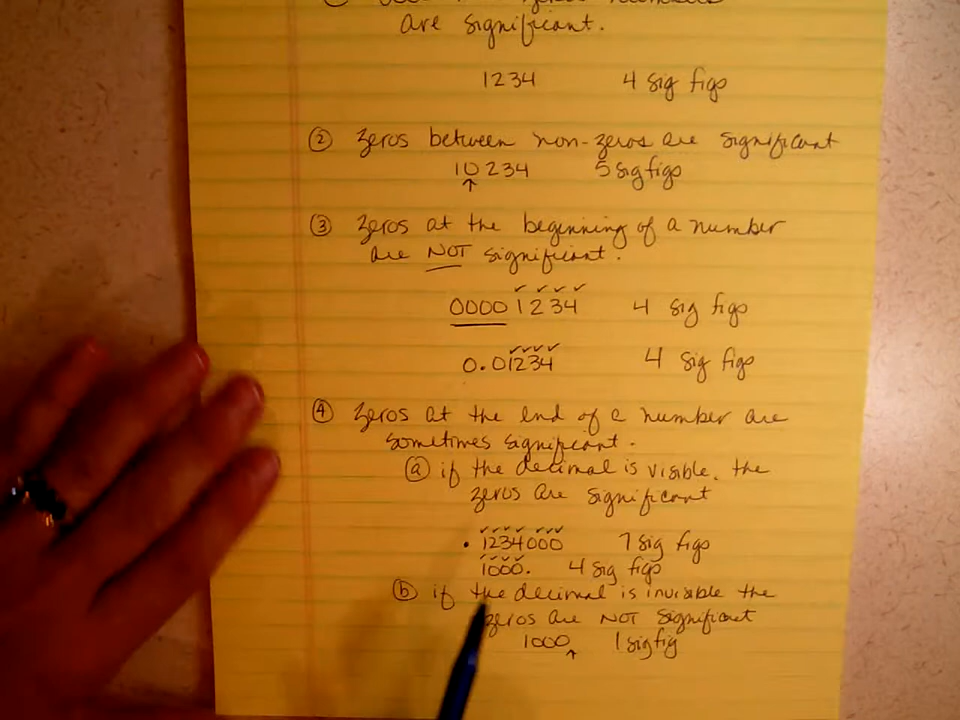 are significant.
1234 4 sig figs
② Zeros between non-zeros are significant
10234 5 sig figs
③ Zeros at the beginning of a number
are NOT significant.
00001234 4 sig figs
0.01234 4 sig figs
④ Zeros at the end of a number are
sometimes significant.
ⓐ if the decimal is visible. the
zeros are significant
.1234000 7 sig figs
1000. 4 sig figs
ⓑ if the decimal is invisible the
zeros are NOT significant
1000 1 sig fig